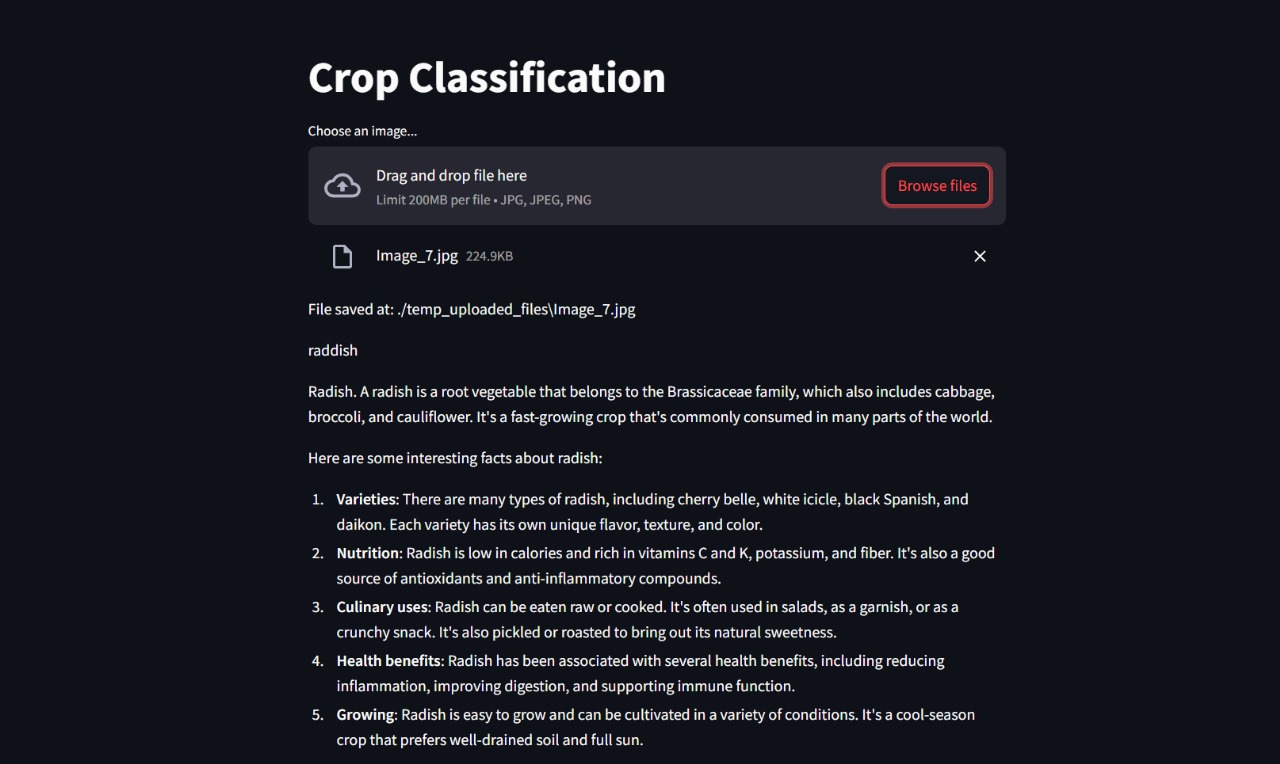 Crop Classification
Choose an image...
Drag and drop file here
Limit 200MB per file • JPG, JPEG, PNG
Browse files
Image_7.jpg 224.9KB
File saved at: ./temp_uploaded_files\Image_7.jpg
raddish
Radish. A radish is a root vegetable that belongs to the Brassicaceae family, which also includes cabbage,
broccoli, and cauliflower. It's a fast-growing crop that's commonly consumed in many parts of the world.
Here are some interesting facts about radish:
1. Varieties: There are many types of radish, including cherry belle, white icicle, black Spanish, and
daikon. Each variety has its own unique flavor, texture, and color.
2. Nutrition: Radish is low in calories and rich in vitamins C and K, potassium, and fiber. It's also a good
source of antioxidants and anti-inflammatory compounds.
3. Culinary uses: Radish can be eaten raw or cooked. It's often used in salads, as a garnish, or as a
crunchy snack. It's also pickled or roasted to bring out its natural sweetness.
4. Health benefits: Radish has been associated with several health benefits, including reducing
inflammation, improving digestion, and supporting immune function.
5. Growing: Radish is easy to grow and can be cultivated in a variety of conditions. It's a cool-season
crop that prefers well-drained soil and full sun.